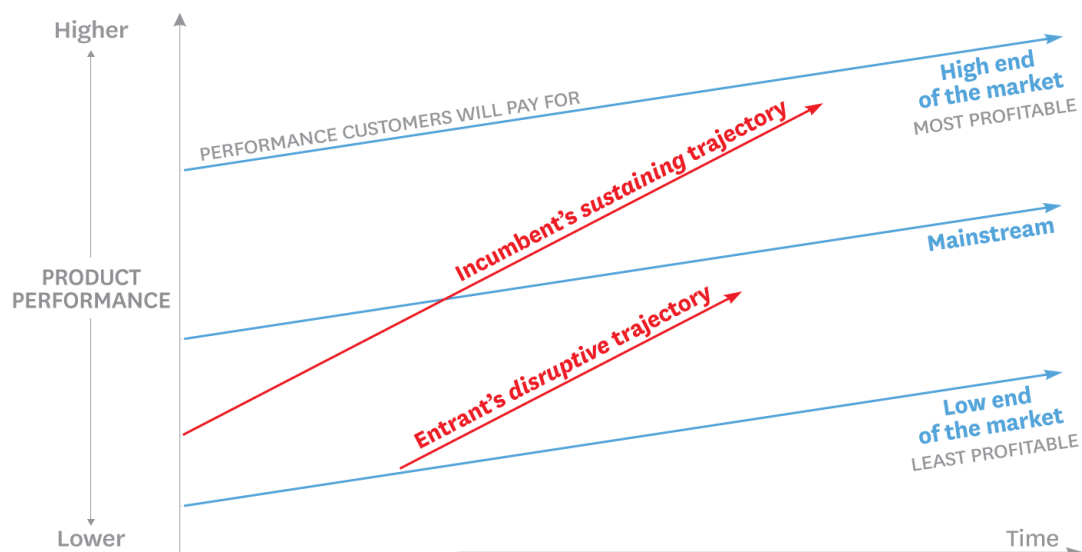 Higher
PERFORMANCE CUSTOMERS WILL PAY FOR
High end
of the market
MOST PROFITABLE
Incumbent's sustaining trajectory
Mainstream
PRODUCT
PERFORMANCE
Entrant's disruptive trajectory
Low end
of the market
LEAST PROFITABLE
Lower
Time